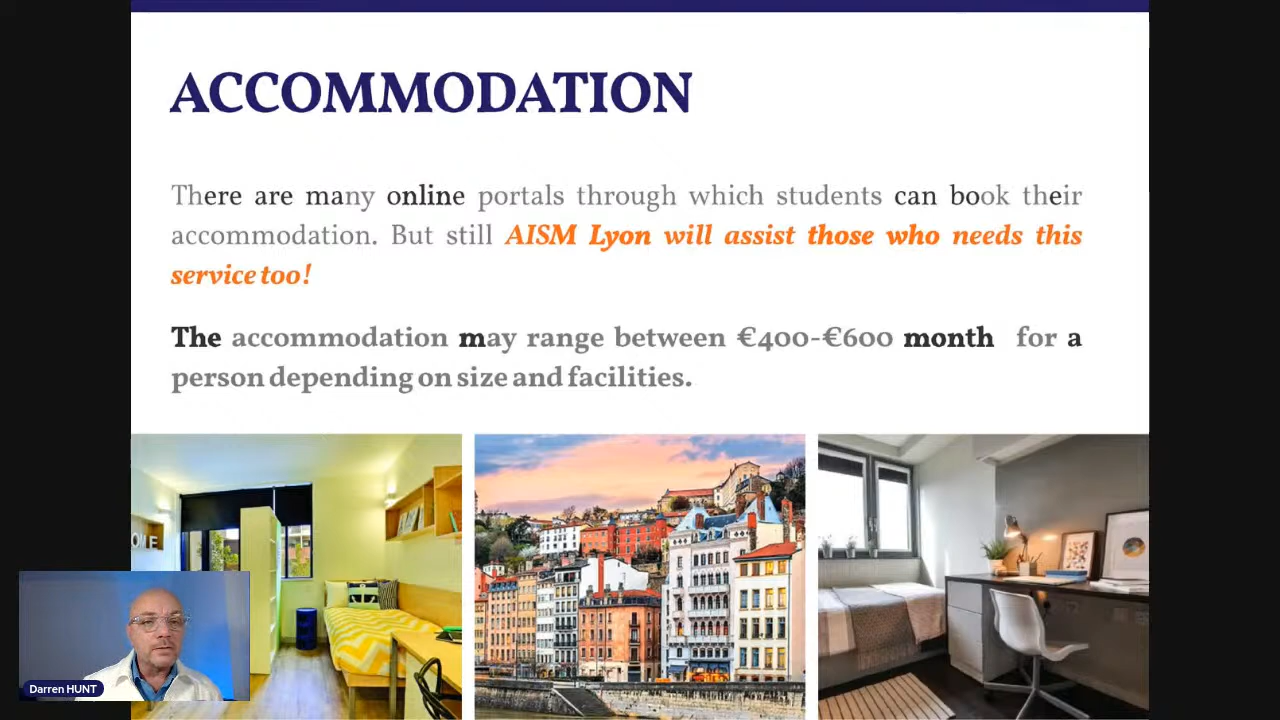 ACCOMMODATION
There are many online portals through which students can book their
accommodation. But still AISM Lyon will assist those who needs this
service too!
The accommodation may range between €400-€600 month for a
person depending on size and facilities.
Darren HUNT